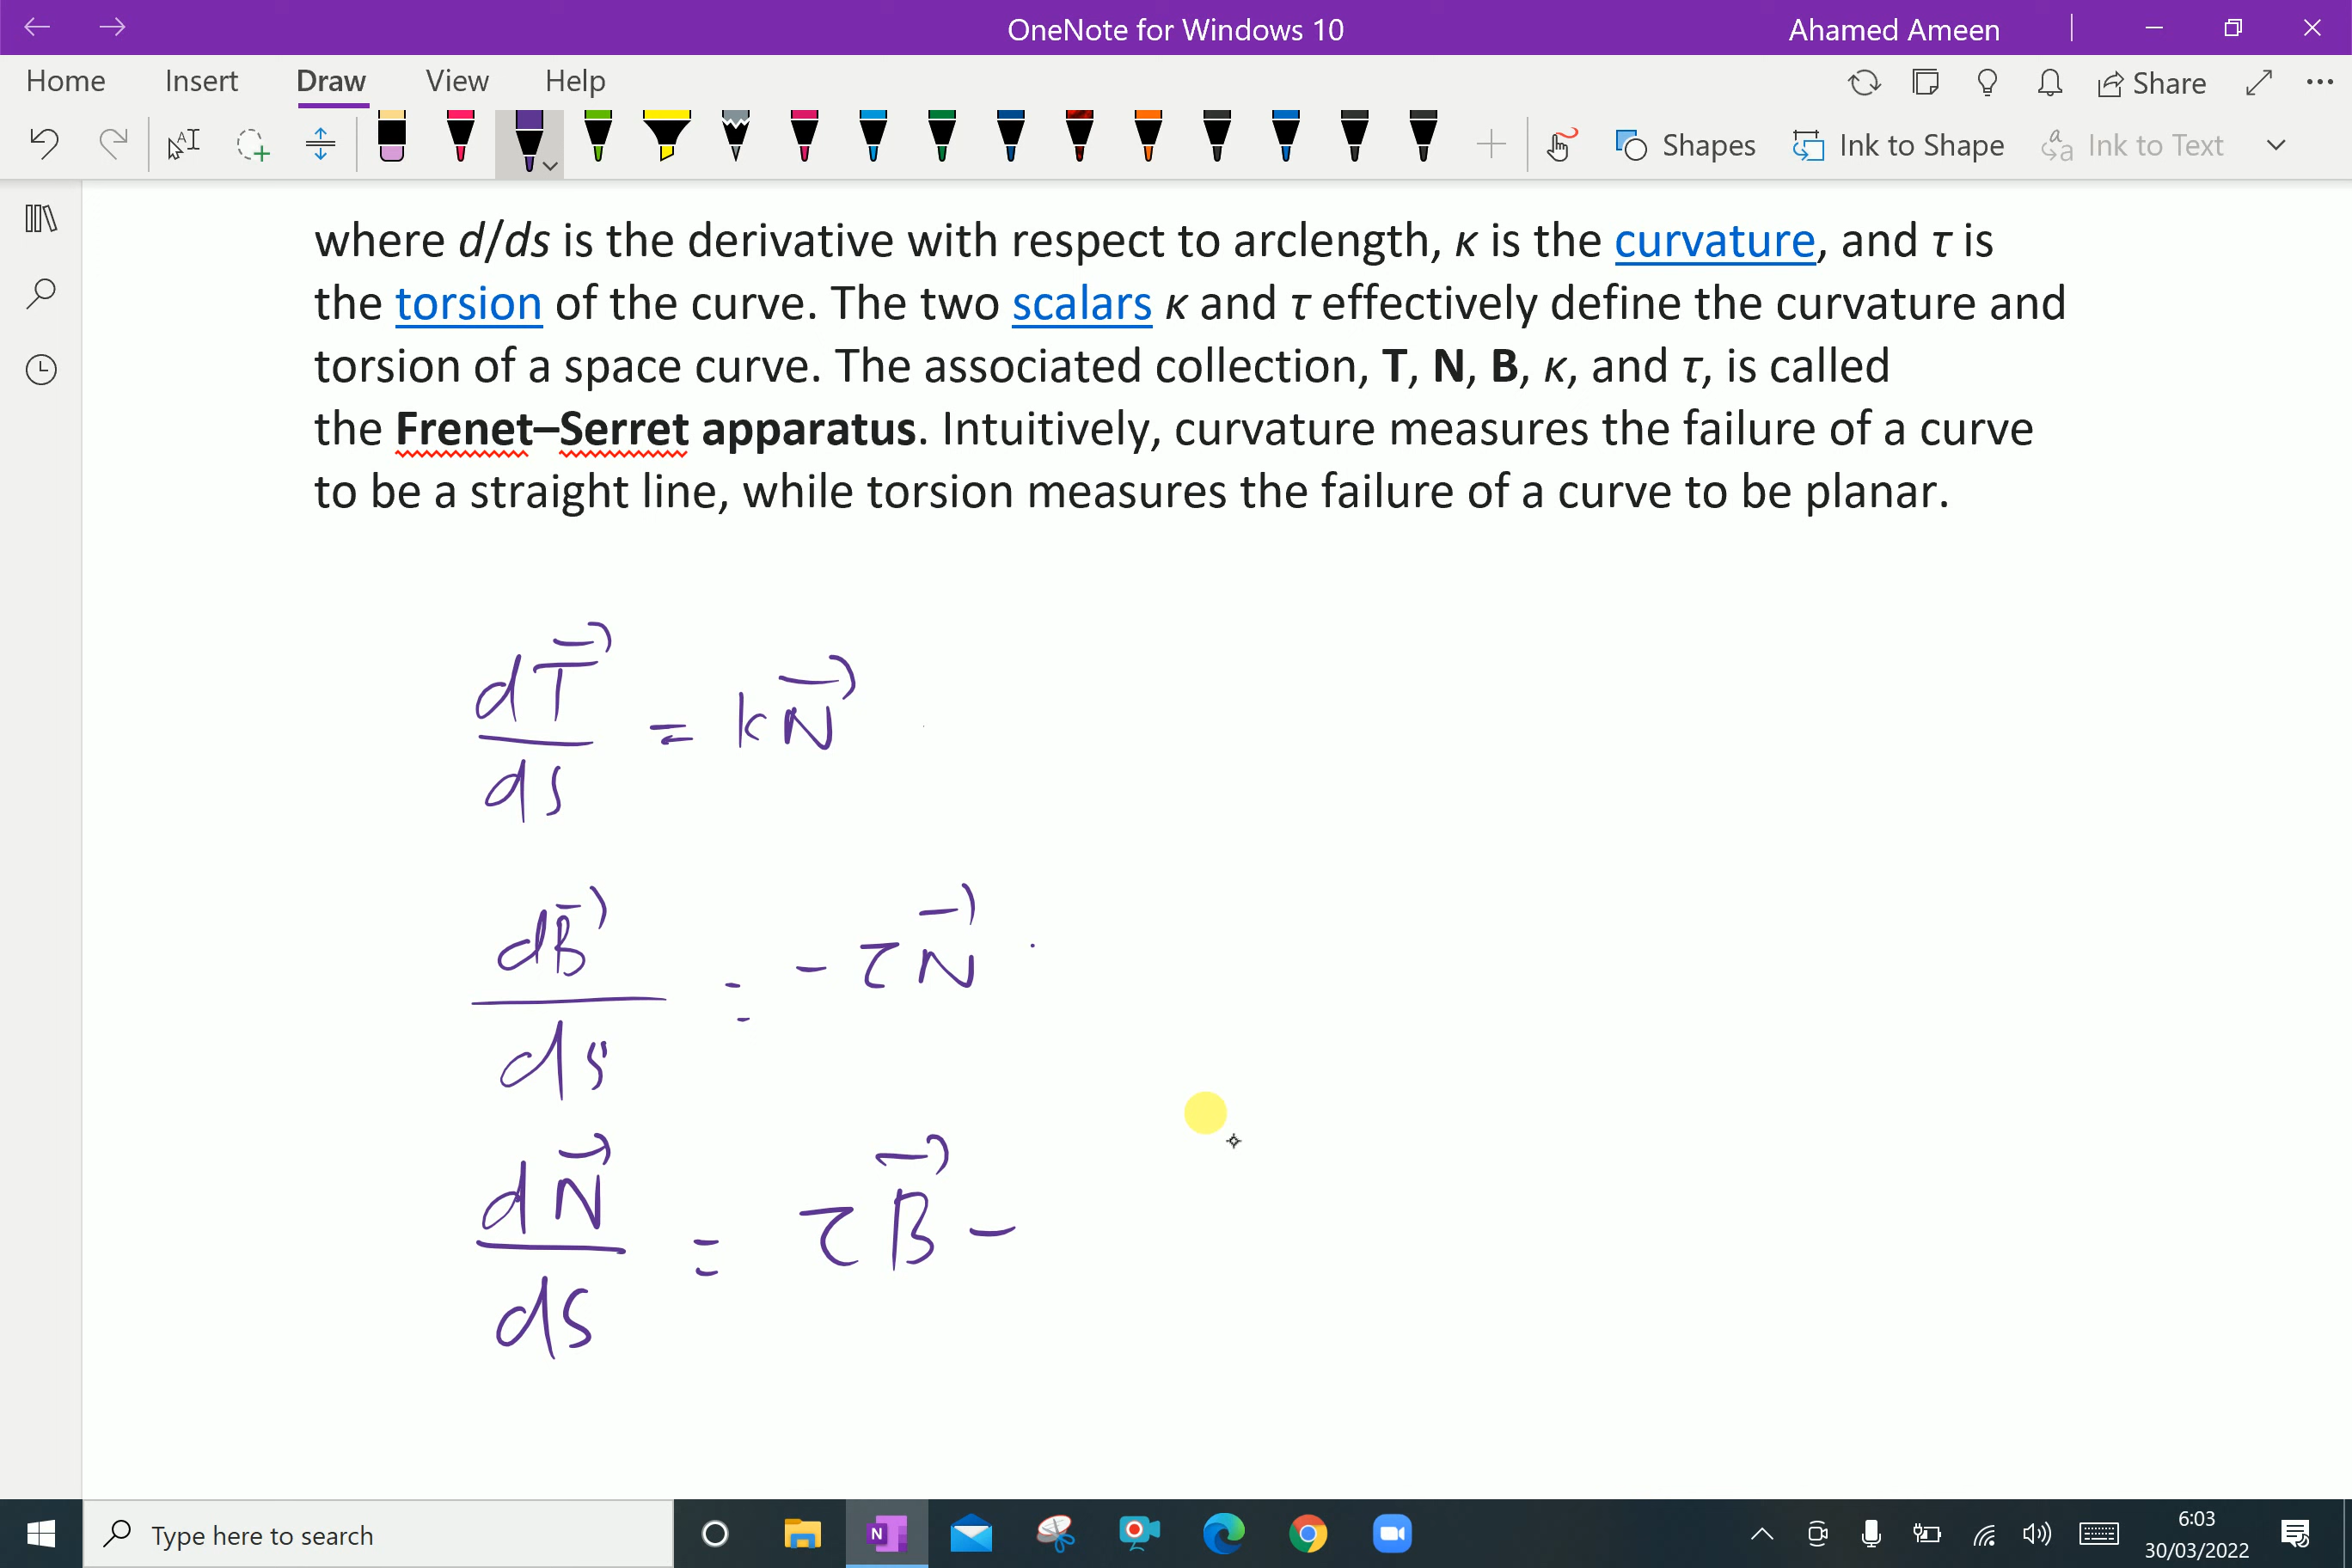 OneNote for Windows 10
Ahamed Ameen
Home Insert Draw View Help
Share
Shapes Ink to Shape Ink to Text
where d/ds is the derivative with respect to arclength, κ is the curvature, and τ is
the torsion of the curve. The two scalars κ and τ effectively define the curvature and
torsion of a space curve. The associated collection, T, N, B, κ, and τ, is called
the Frenet–Serret apparatus. Intuitively, curvature measures the failure of a curve
to be a straight line, while torsion measures the failure of a curve to be planar.
dT⃗/ds = kN⃗
dB⃗/ds = -τN⃗
dN⃗/ds = τB⃗ -
Type here to search
6:03
30/03/2022